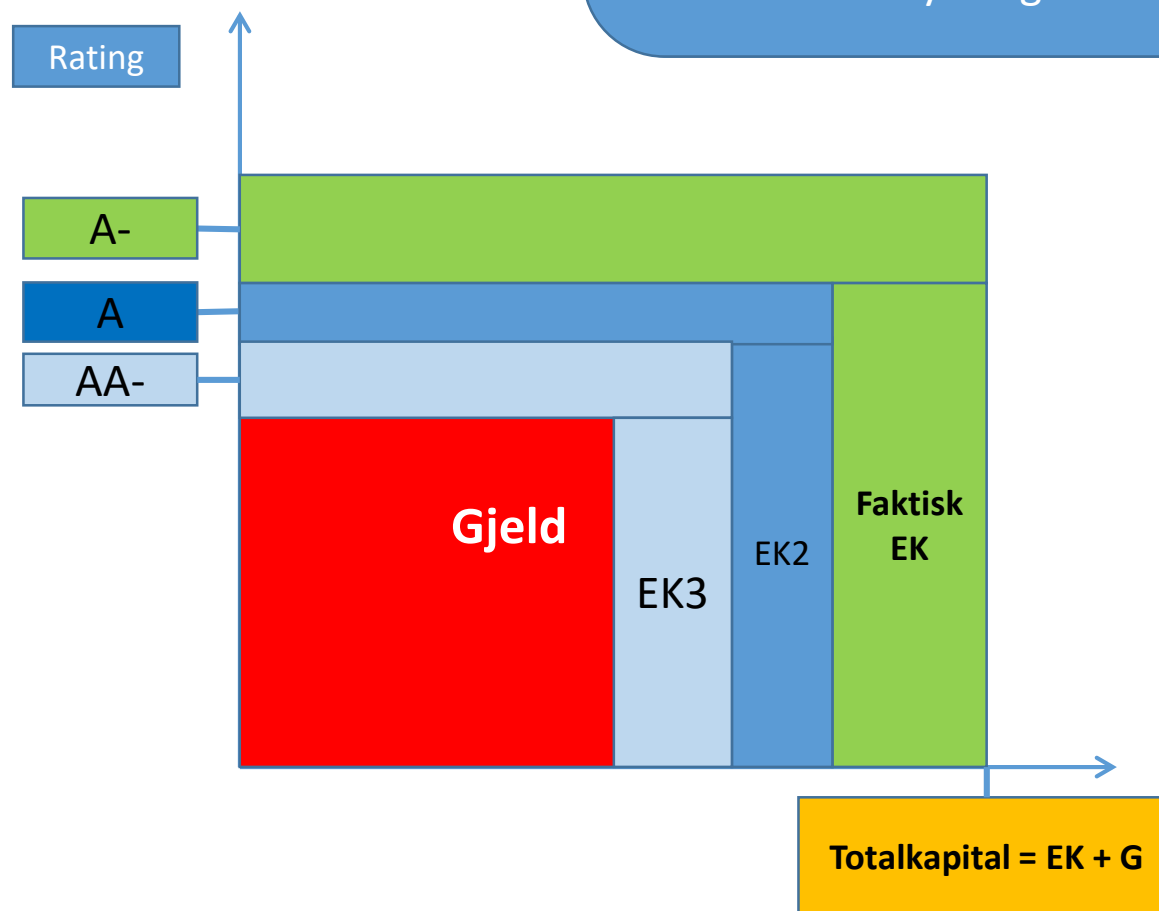 Rating
A-
A
AA-
Gjeld
EK3
EK2
Faktisk
EK
Totalkapital = EK + G